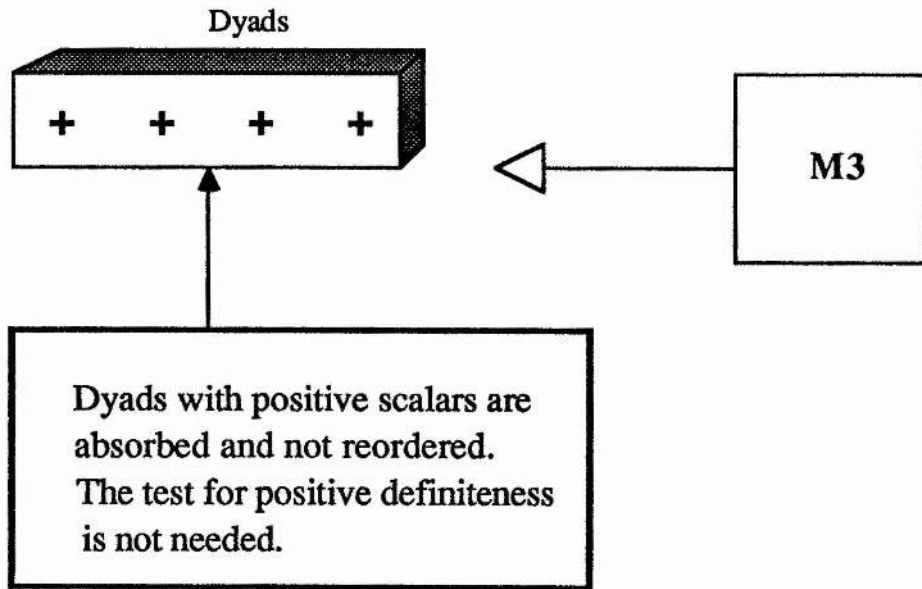 Dyads
+ + + +
M3
Dyads with positive scalars are
absorbed and not reordered.
The test for positive definiteness
is not needed.